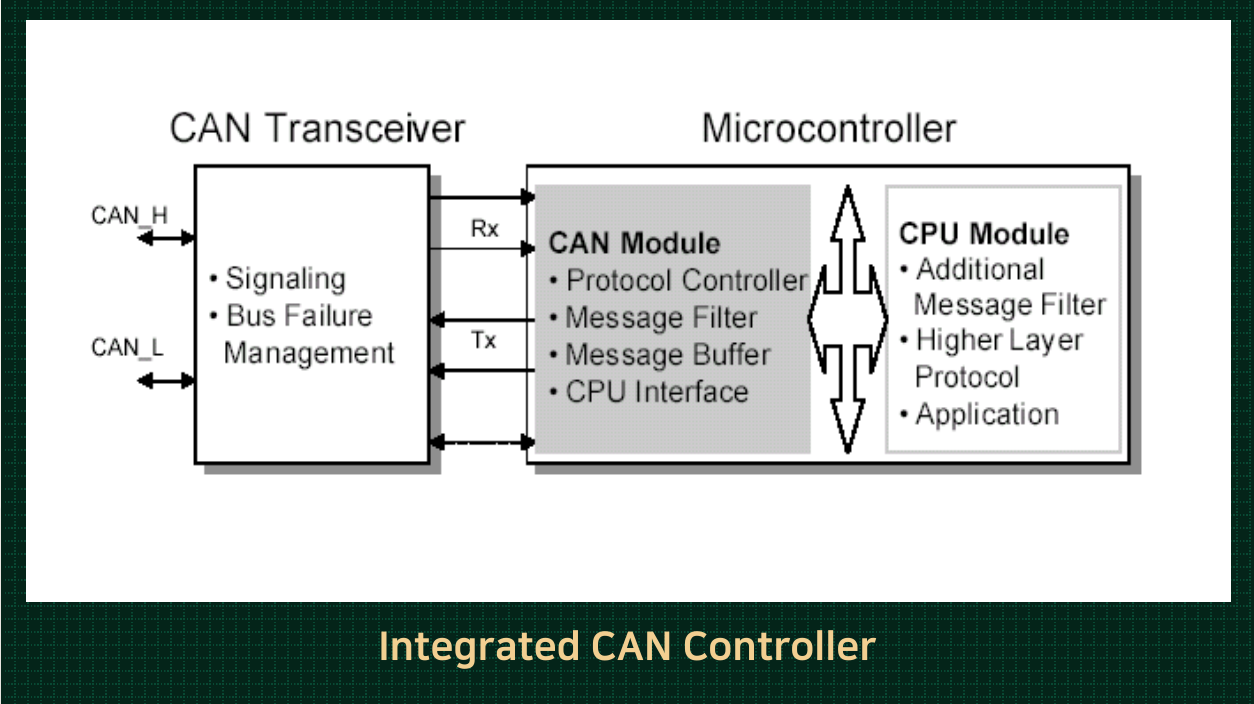 CAN Transceiver
Microcontroller
CAN_H
CAN_L
• Signaling
• Bus Failure
Management
Rx
Tx
CAN Module
• Protocol Controller
• Message Filter
• Message Buffer
• CPU Interface
CPU Module
• Additional
Message Filter
• Higher Layer
Protocol
• Application
Integrated CAN Controller